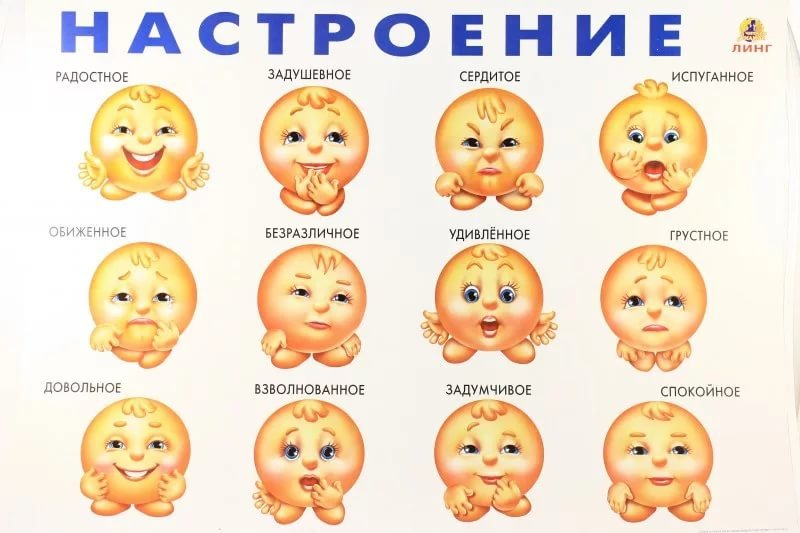 НАСТРОЕНИЕ
ЛИНГ
РАДОСТНОЕ ЗАДУШЕВНОЕ СЕРДИТОЕ ИСПУГАННОЕ
ОБИЖЕННОЕ БЕЗРАЗЛИЧНОЕ УДИВЛЁННОЕ ГРУСТНОЕ
ДОВОЛЬНОЕ ВЗВОЛНОВАННОЕ ЗАДУМЧИВОЕ СПОКОЙНОЕ